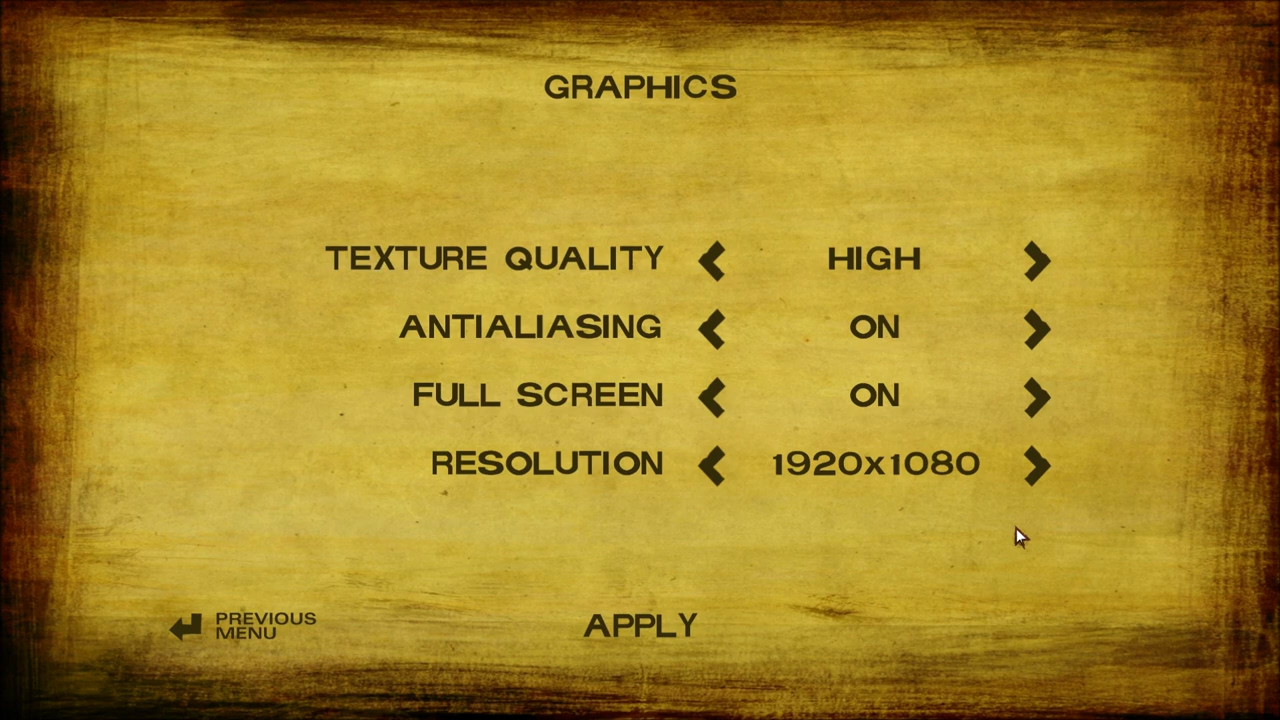 GRAPHICS
TEXTURE QUALITY HIGH
ANTIALIASING ON
FULL SCREEN ON
RESOLUTION 1920x1080
PREVIOUS
MENU
APPLY